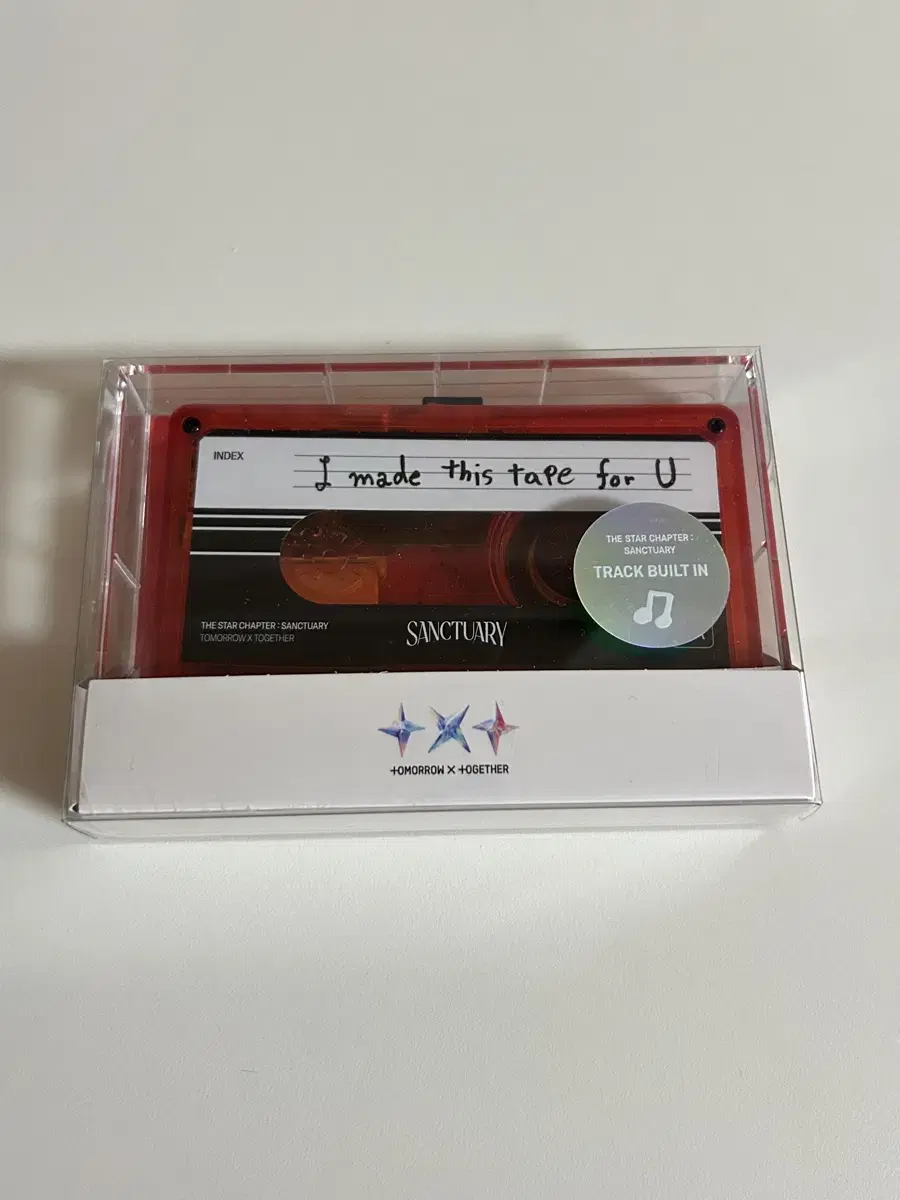 INDEX
I made this tape for U
THE STAR CHAPTER :
SANCTUARY
TRACK BUILT IN
THE STAR CHAPTER : SANCTUARY
TOMORROW X TOGETHER
SANCTUARY
TOMORROW X TOGETHER